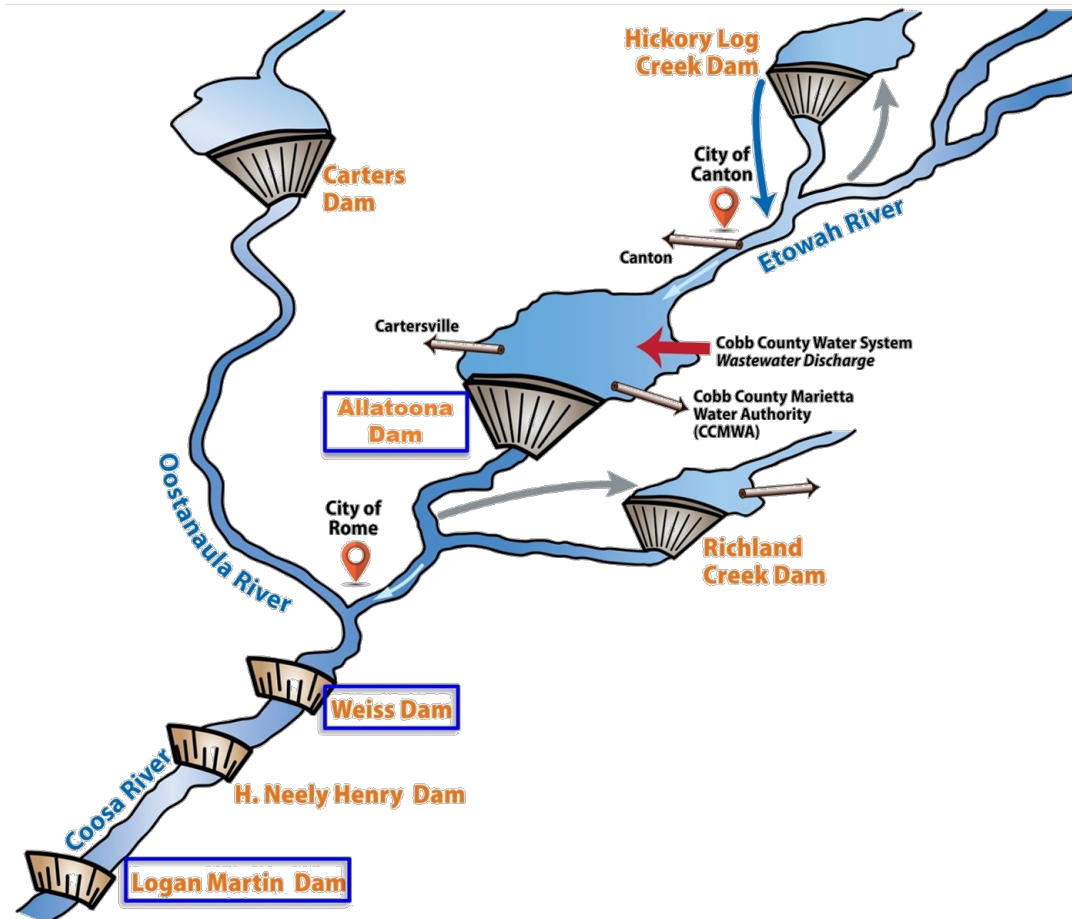 Hickory Log
Creek Dam
City of
Canton
Carters
Dam
Etowah River
Canton
Cartersville
Cobb County Water System
Wastewater Discharge
Cobb County Marietta
Water Authority
(CCMWA)
Allatoona
Dam
Oostanaula River
City of
Rome
Richland
Creek Dam
Weiss Dam
H. Neely Henry Dam
Coosa River
Logan Martin Dam